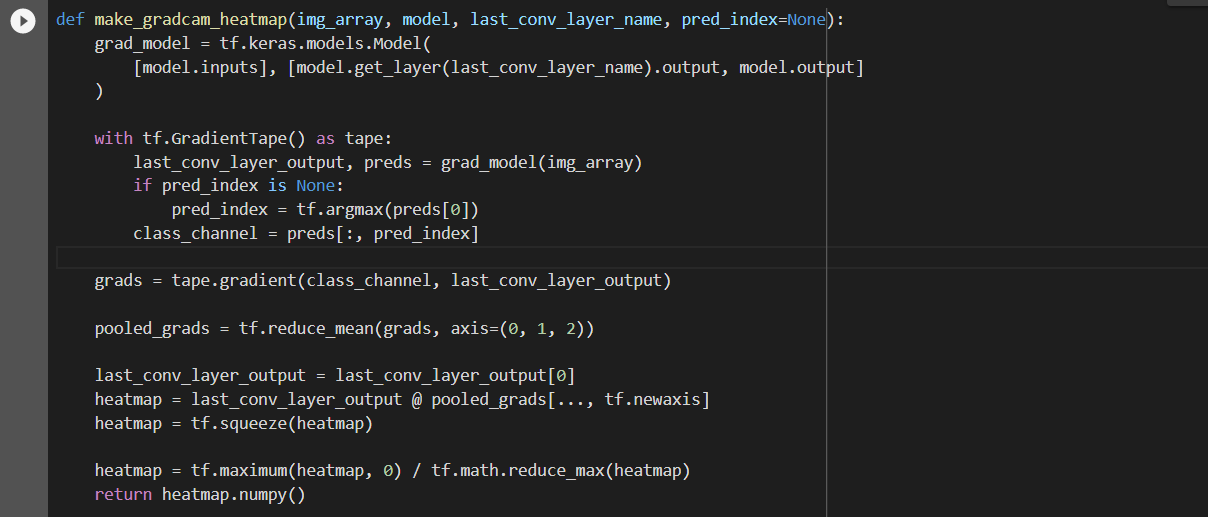 def make_gradcam_heatmap(img_array, model, last_conv_layer_name, pred_index=None):
    grad_model = tf.keras.models.Model(
        [model.inputs], [model.get_layer(last_conv_layer_name).output, model.output]
    )

    with tf.GradientTape() as tape:
        last_conv_layer_output, preds = grad_model(img_array)
        if pred_index is None:
            pred_index = tf.argmax(preds[0])
        class_channel = preds[:, pred_index]

    grads = tape.gradient(class_channel, last_conv_layer_output)

    pooled_grads = tf.reduce_mean(grads, axis=(0, 1, 2))

    last_conv_layer_output = last_conv_layer_output[0]
    heatmap = last_conv_layer_output @ pooled_grads[..., tf.newaxis]
    heatmap = tf.squeeze(heatmap)

    heatmap = tf.maximum(heatmap, 0) / tf.math.reduce_max(heatmap)
    return heatmap.numpy()